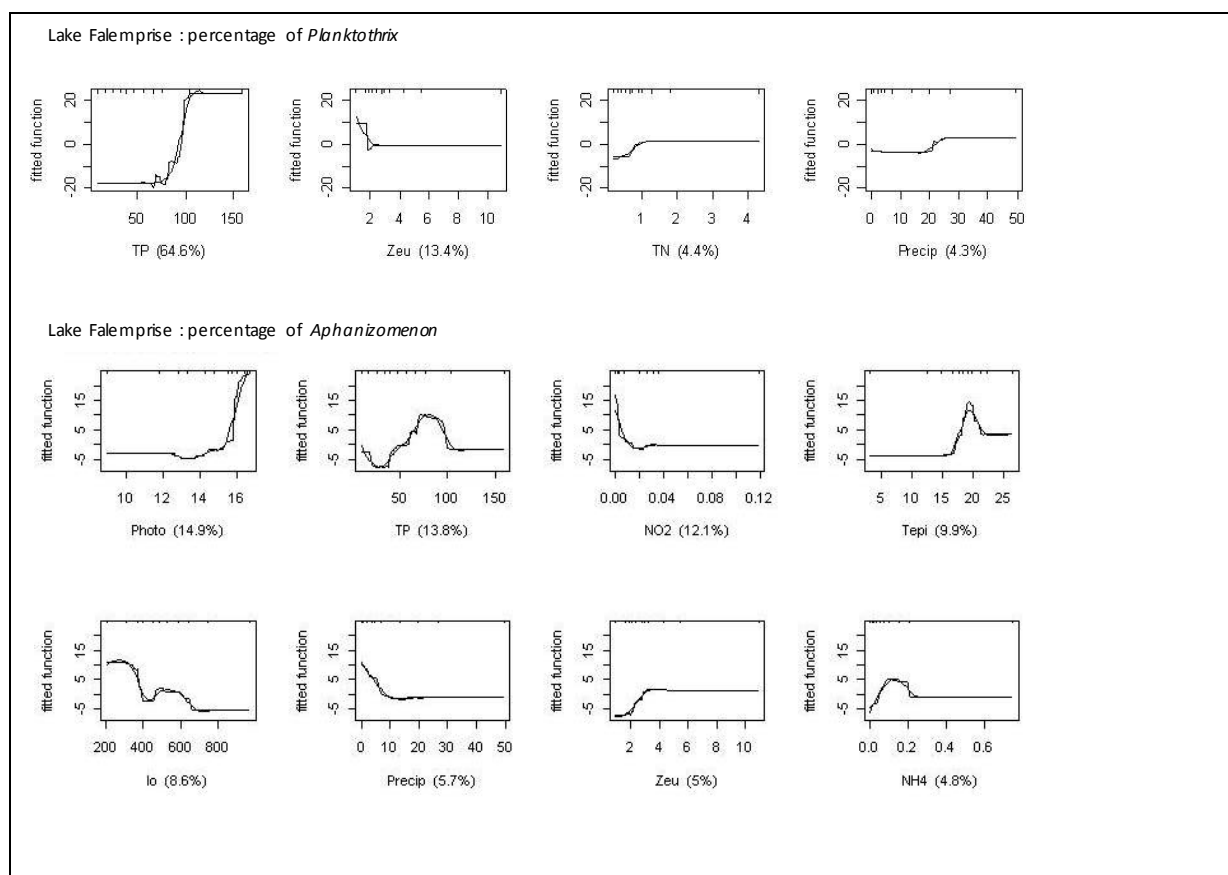 Lake Falemprise : percentage of Planktothrix
fitted function
20
0
-20
50 100 150
TP (64.6%)
fitted function
20
0
-20
2 4 6 8 10
Zeu (13.4%)
fitted function
20
0
-20
1 2 3 4
TN (4.4%)
fitted function
20
0
-20
0 10 20 30 40 50
Precip (4.3%)
Lake Falemprise : percentage of Aphanizomenon
fitted function
15
5
-5
10 12 14 16
Photo (14.9%)
fitted function
15
5
-5
50 100 150
TP (13.8%)
fitted function
15
5
-5
0.00 0.04 0.08 0.12
NO2 (12.1%)
fitted function
15
5
-5
5 10 15 20 25
Tepi (9.9%)
fitted function
15
5
-5
200 400 600 800
Io (8.6%)
fitted function
15
5
-5
0 10 20 30 40 50
Precip (5.7%)
fitted function
15
5
-5
2 4 6 8 10
Zeu (5%)
fitted function
15
5
-5
0.0 0.2 0.4 0.6
NH4 (4.8%)